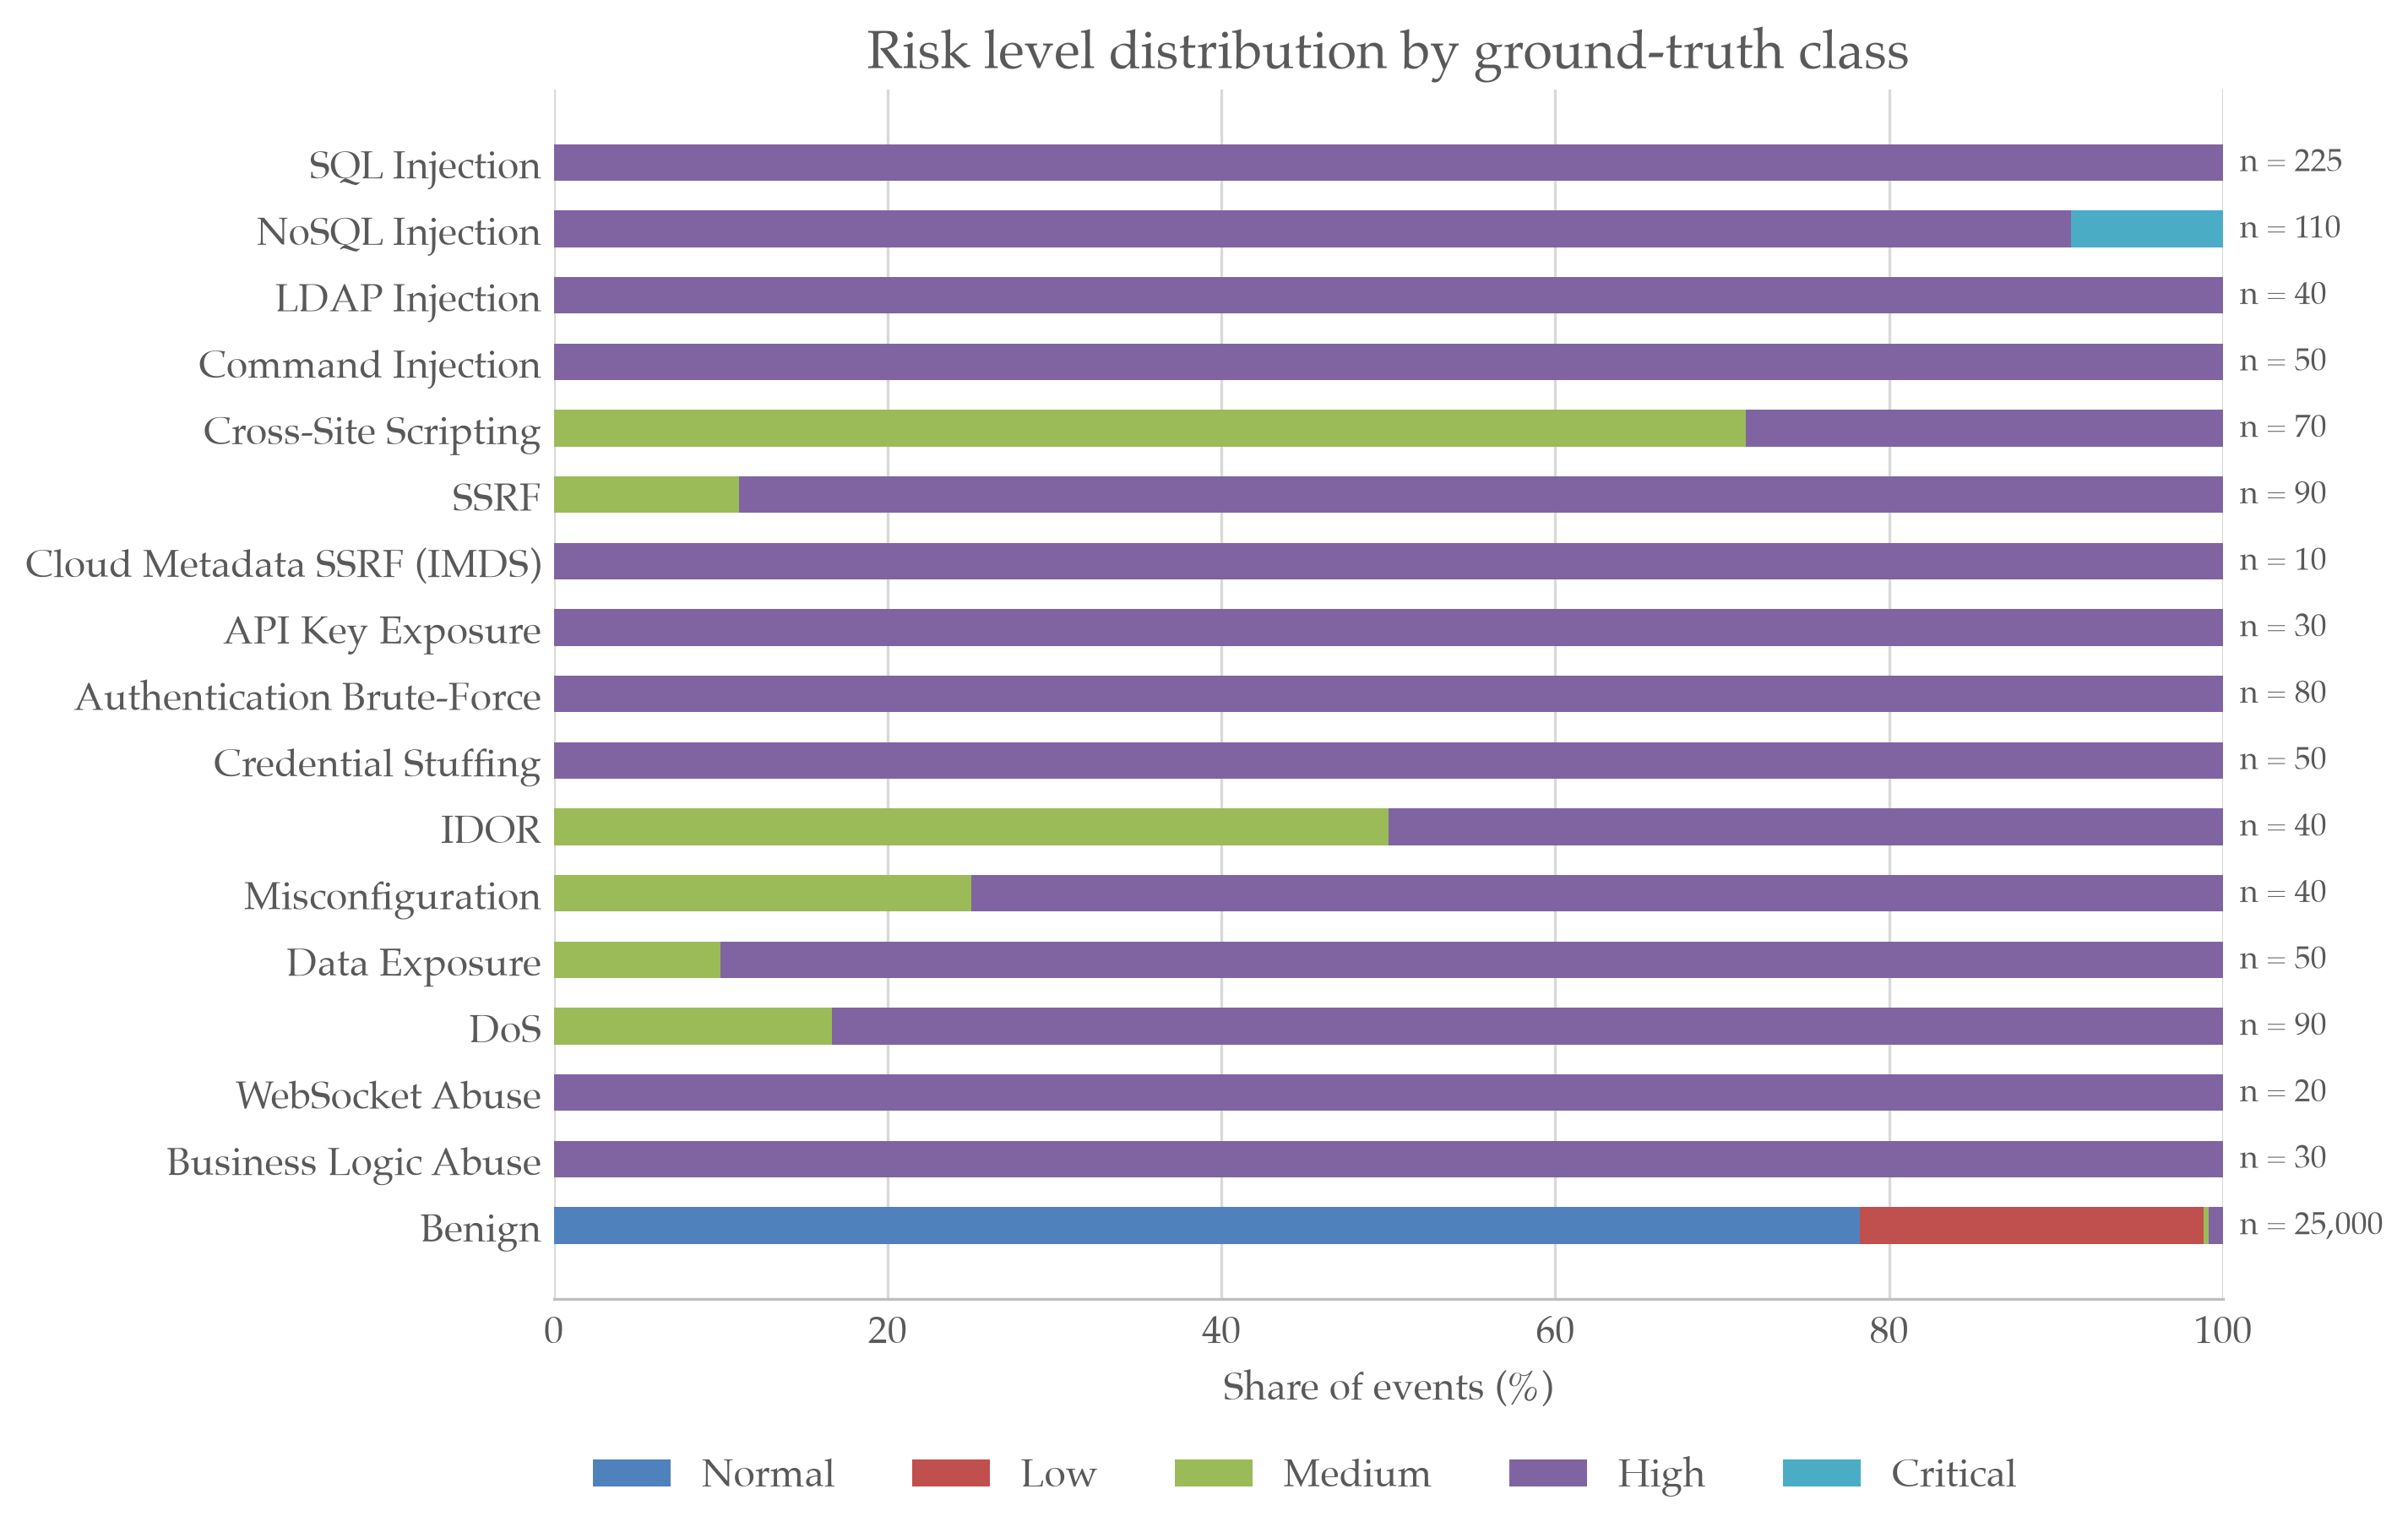 Risk level distribution by ground-truth class
SQL Injection n = 225
NoSQL Injection n = 110
LDAP Injection n = 40
Command Injection n = 50
Cross-Site Scripting n = 70
SSRF n = 90
Cloud Metadata SSRF (IMDS) n = 10
API Key Exposure n = 30
Authentication Brute-Force n = 80
Credential Stuffing n = 50
IDOR n = 40
Misconfiguration n = 40
Data Exposure n = 50
DoS n = 90
WebSocket Abuse n = 20
Business Logic Abuse n = 30
Benign n = 25,000
0 20 40 60 80 100
Share of events (%)
Normal Low Medium High Critical